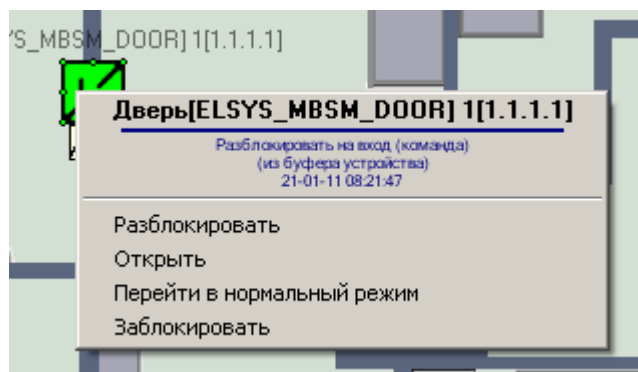 S_MBSM_DOOR] 1[1.1.1.1]
Дверь[ELSYS_MBSM_DOOR] 1[1.1.1.1]
Разблокировать на вход (команда)
(из буфера устройства)
21-01-11 08:21:47
Разблокировать
Открыть
Перейти в нормальный режим
Заблокировать